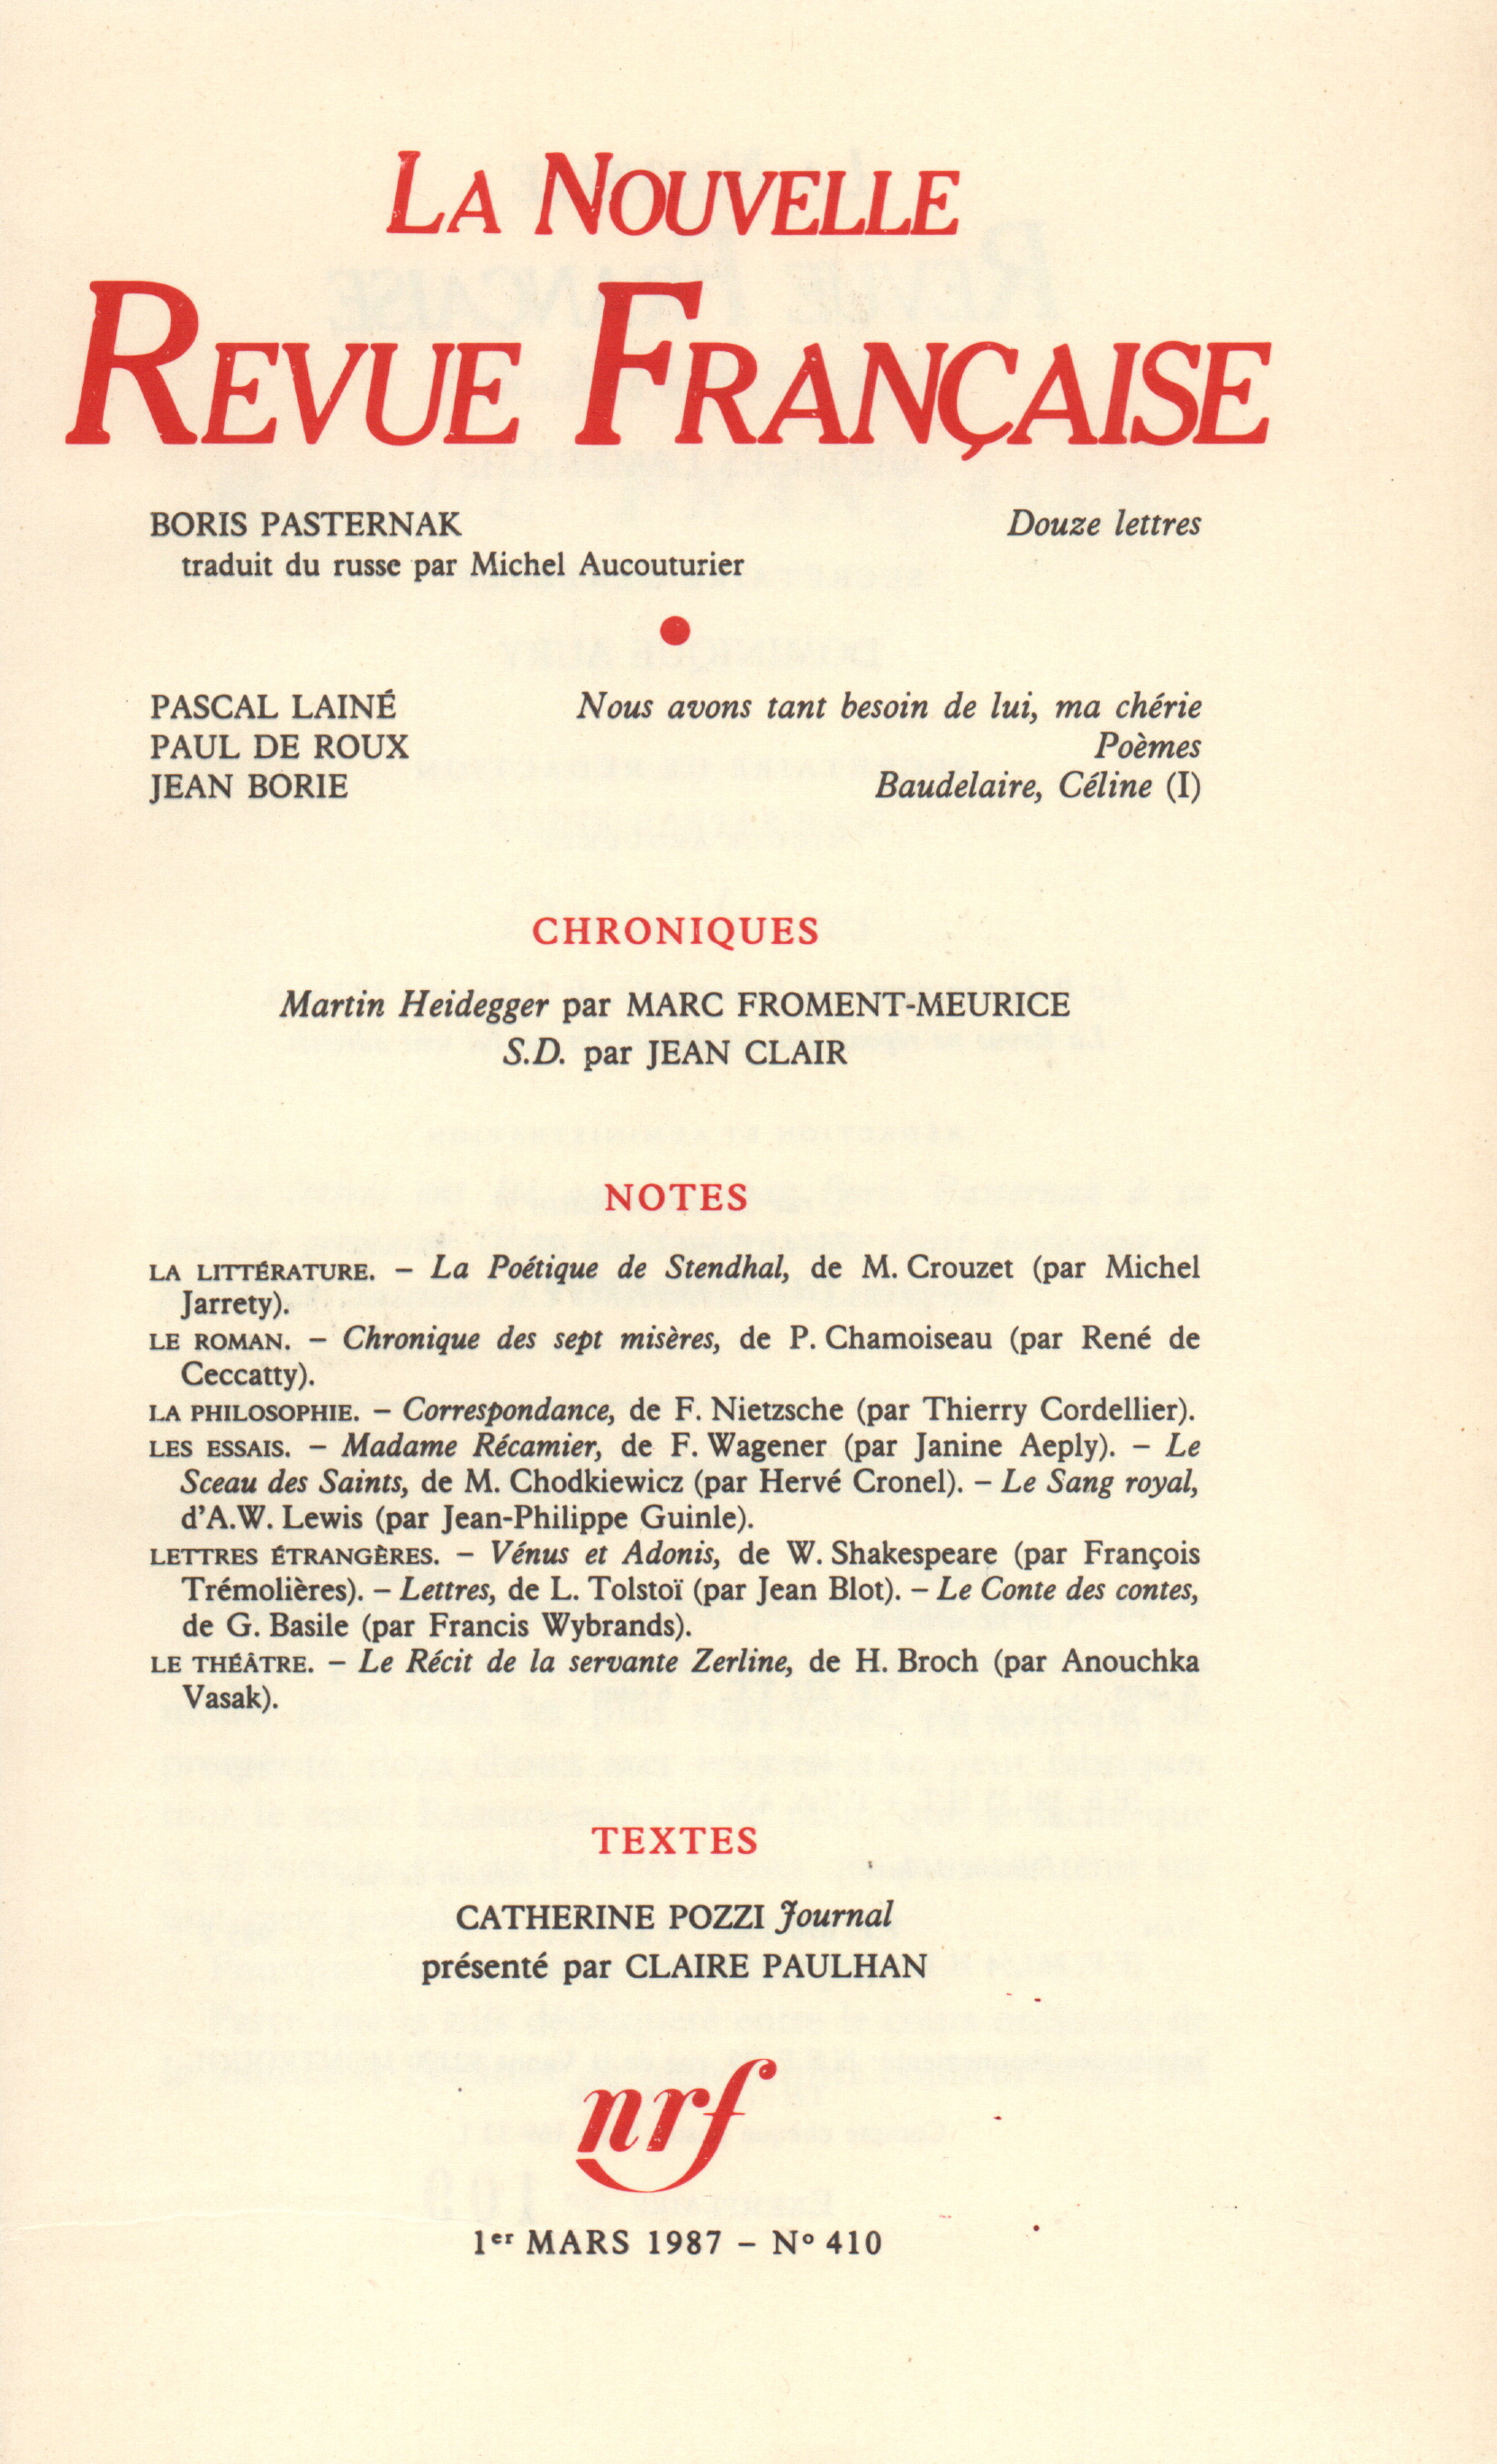 LA NOUVELLE
REVUE FRANÇAISE
BORIS PASTERNAK Douze lettres
traduit du russe par Michel Aucouturier
PASCAL LAINÉ Nous avons tant besoin de lui, ma chérie
PAUL DE ROUX Poèmes
JEAN BORIE Baudelaire, Céline (I)
CHRONIQUES
Martin Heidegger par MARC FROMENT-MEURICE
S.D. par JEAN CLAIR
NOTES
LA LITTÉRATURE. – La Poétique de Stendhal, de M. Crouzet (par Michel
Jarrety).
LE ROMAN. – Chronique des sept misères, de P. Chamoiseau (par René de
Ceccatty).
LA PHILOSOPHIE. – Correspondance, de F. Nietzsche (par Thierry Cordellier).
LES ESSAIS. – Madame Récamier, de F. Wagener (par Janine Aeply). – Le
Sceau des Saints, de M. Chodkiewicz (par Hervé Cronel). – Le Sang royal,
d'A.W. Lewis (par Jean-Philippe Guinle).
LETTRES ÉTRANGÈRES. – Vénus et Adonis, de W. Shakespeare (par François
Trémolières). – Lettres, de L. Tolstoï (par Jean Blot). – Le Conte des contes,
de G. Basile (par Francis Wybrands).
LE THÉÂTRE. – Le Récit de la servante Zerline, de H. Broch (par Anouchka
Vasak).
TEXTES
CATHERINE POZZI Journal
présenté par CLAIRE PAULHAN
nrf
1er MARS 1987 – No 410